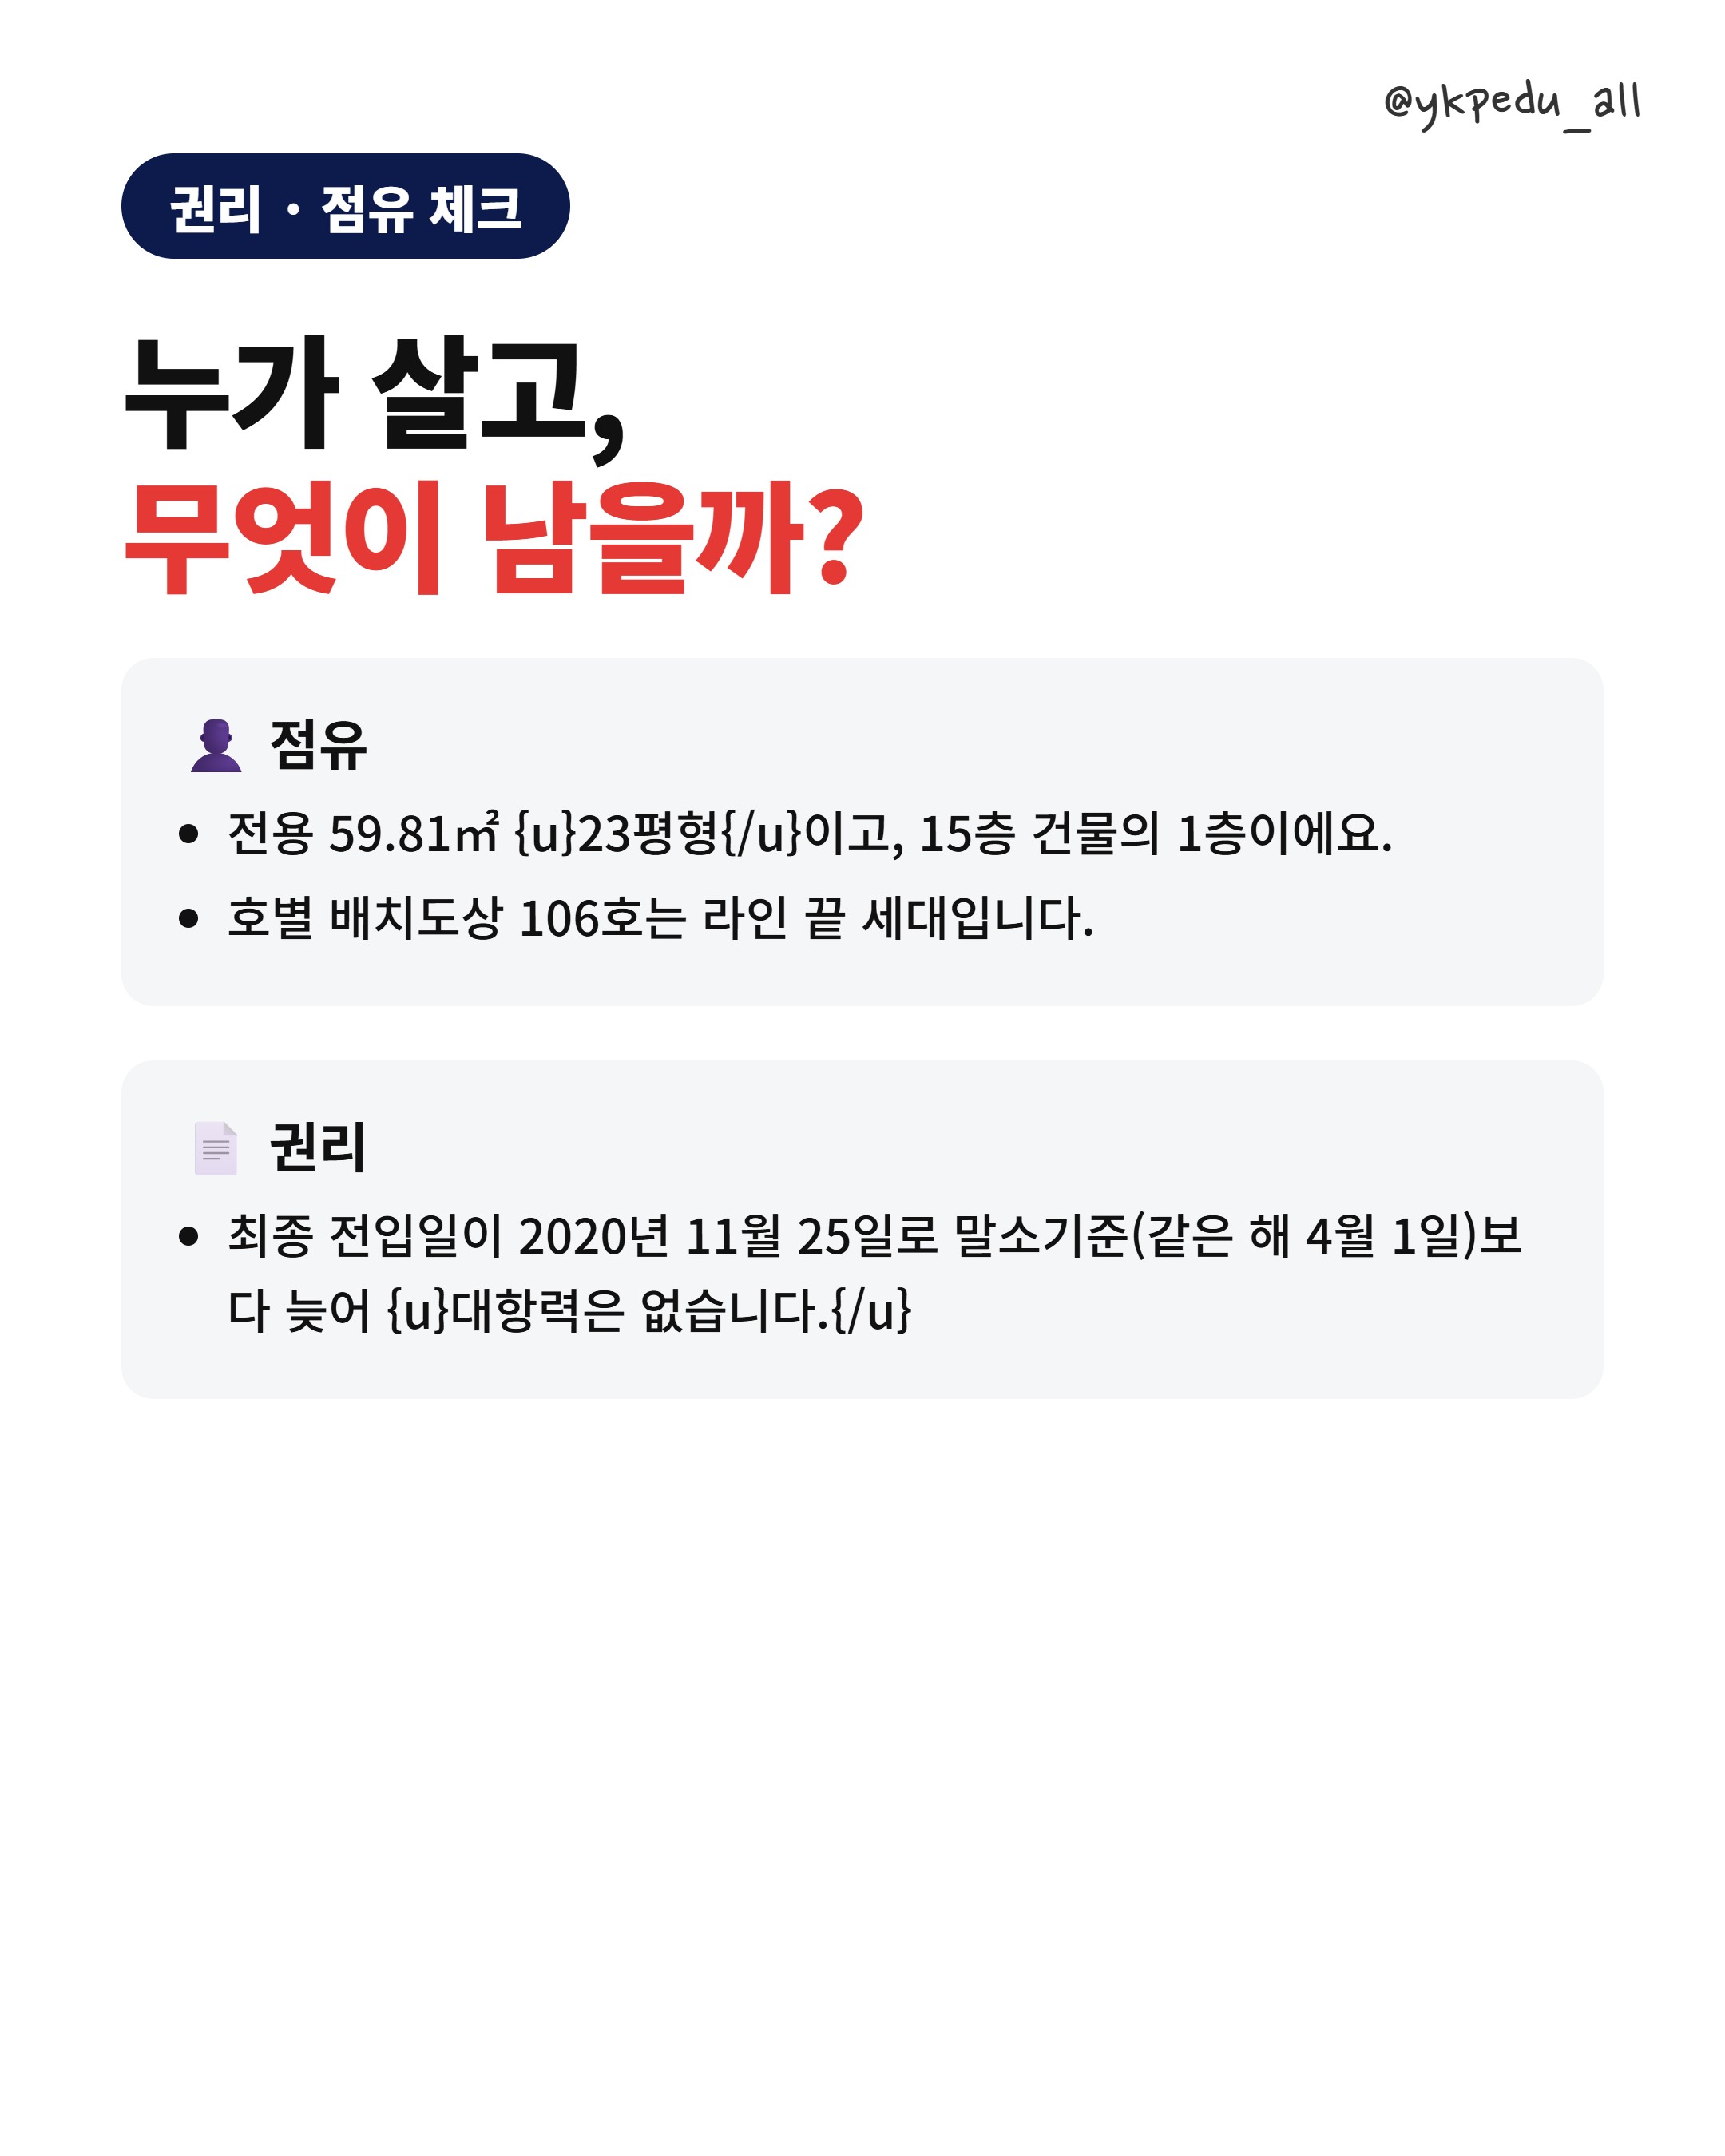 @ykpedu_all
권리 · 점유 체크
누가 살고,
무엇이 남을까?
점유
• 전용 59.81㎡ {u}23평형{/u}이고, 15층 건물의 1층이에요.
• 호별 배치도상 106호는 라인 끝 세대입니다.
권리
• 최종 전입일이 2020년 11월 25일로 말소기준(같은 해 4월 1일)보
다 늦어 {u}대항력은 없습니다.{/u}